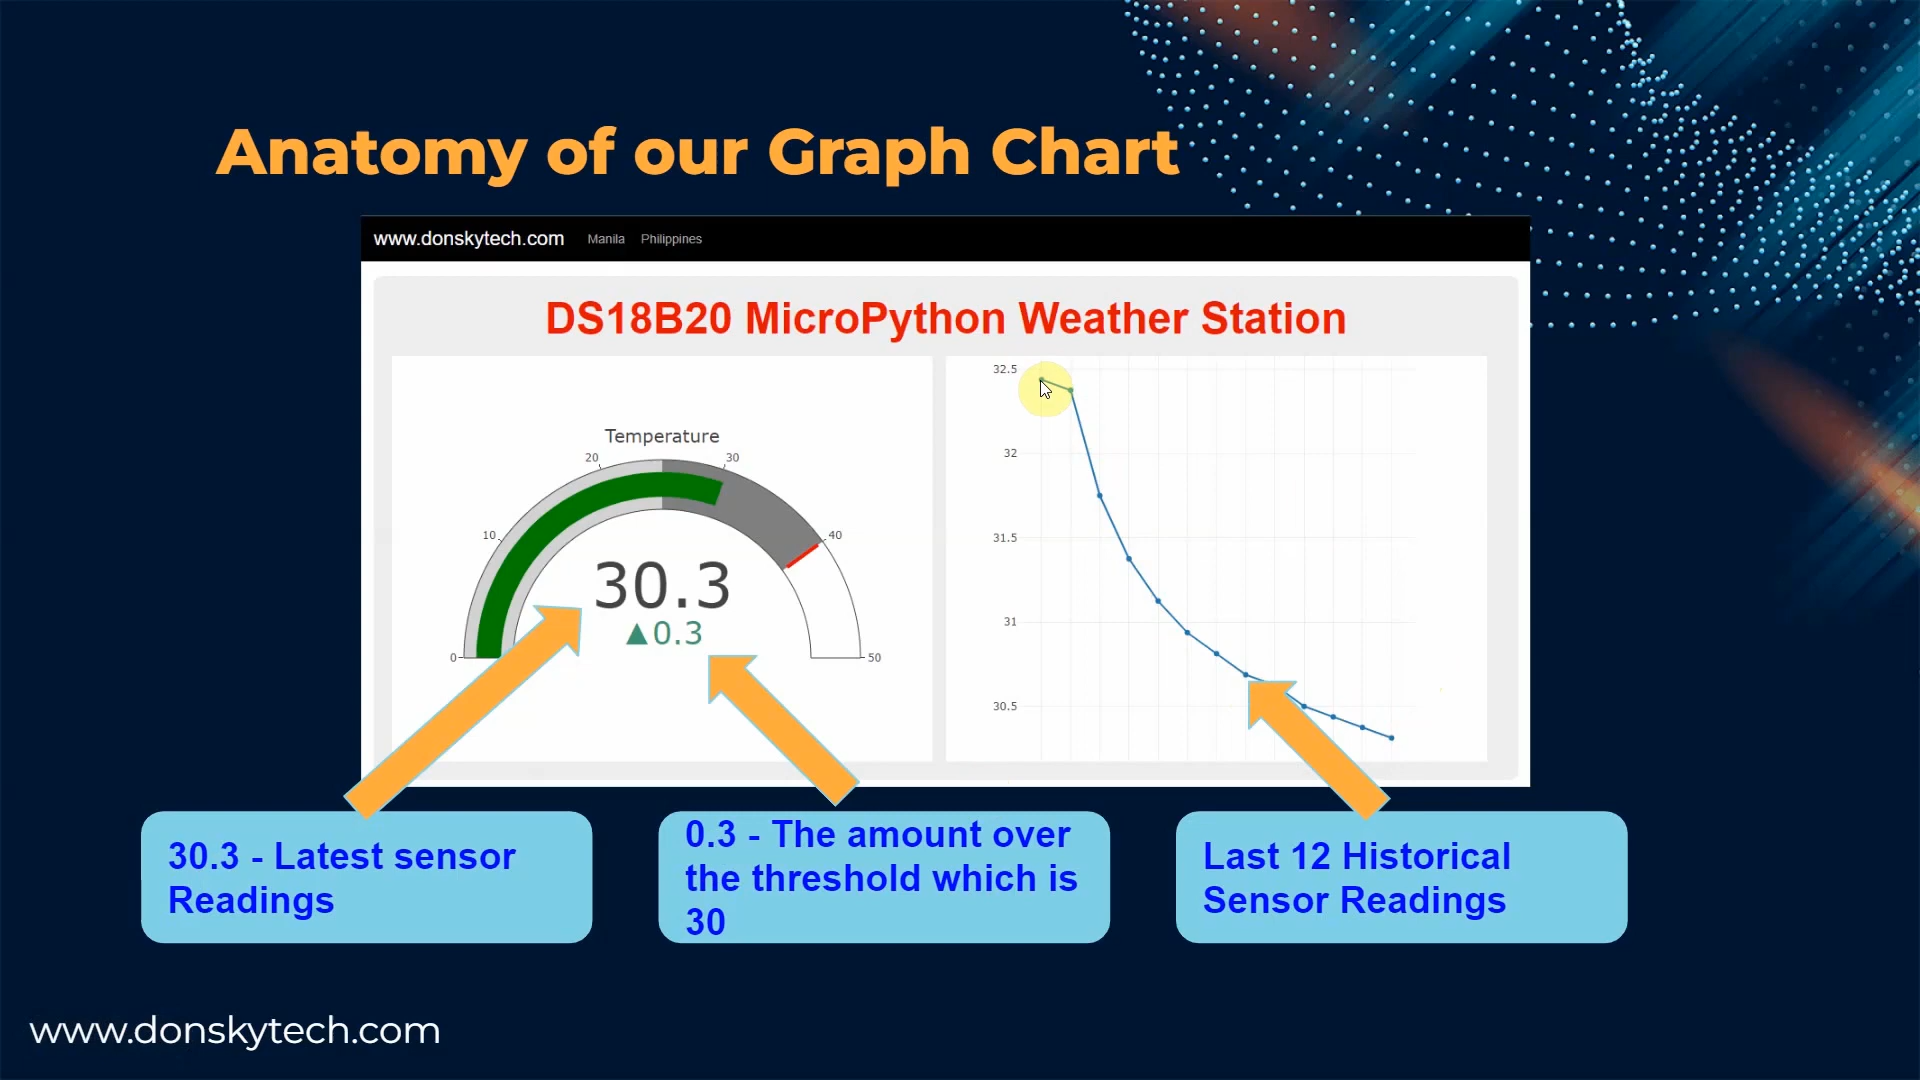 Anatomy of our Graph Chart
www.donskytech.com Manila Philippines
DS18B20 MicroPython Weather Station
Temperature
0
10
20
30
40
50
30.3
▲0.3
32.5
32
31.5
31
30.5
30.3 - Latest sensor
Readings
0.3 - The amount over
the threshold which is
30
Last 12 Historical
Sensor Readings
www.donskytech.com